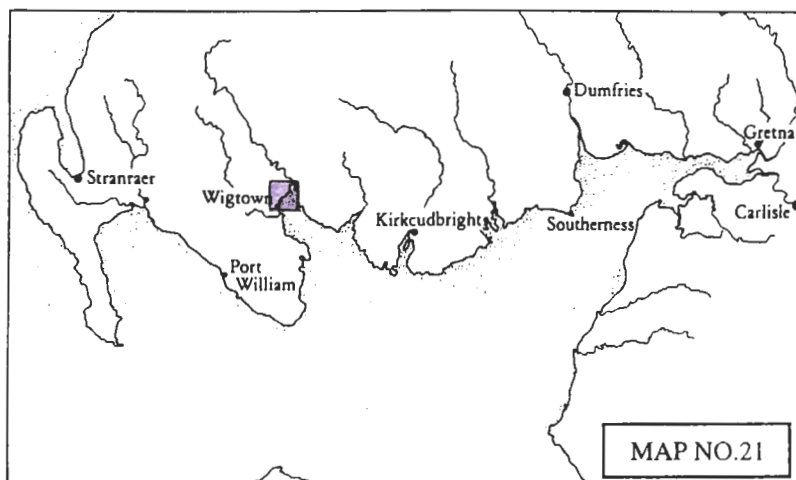 Dumfries
Gretna
Stranraer
Wigtown
Kirkcudbright
Southerness
Carlisle
Port
William
MAP NO.21